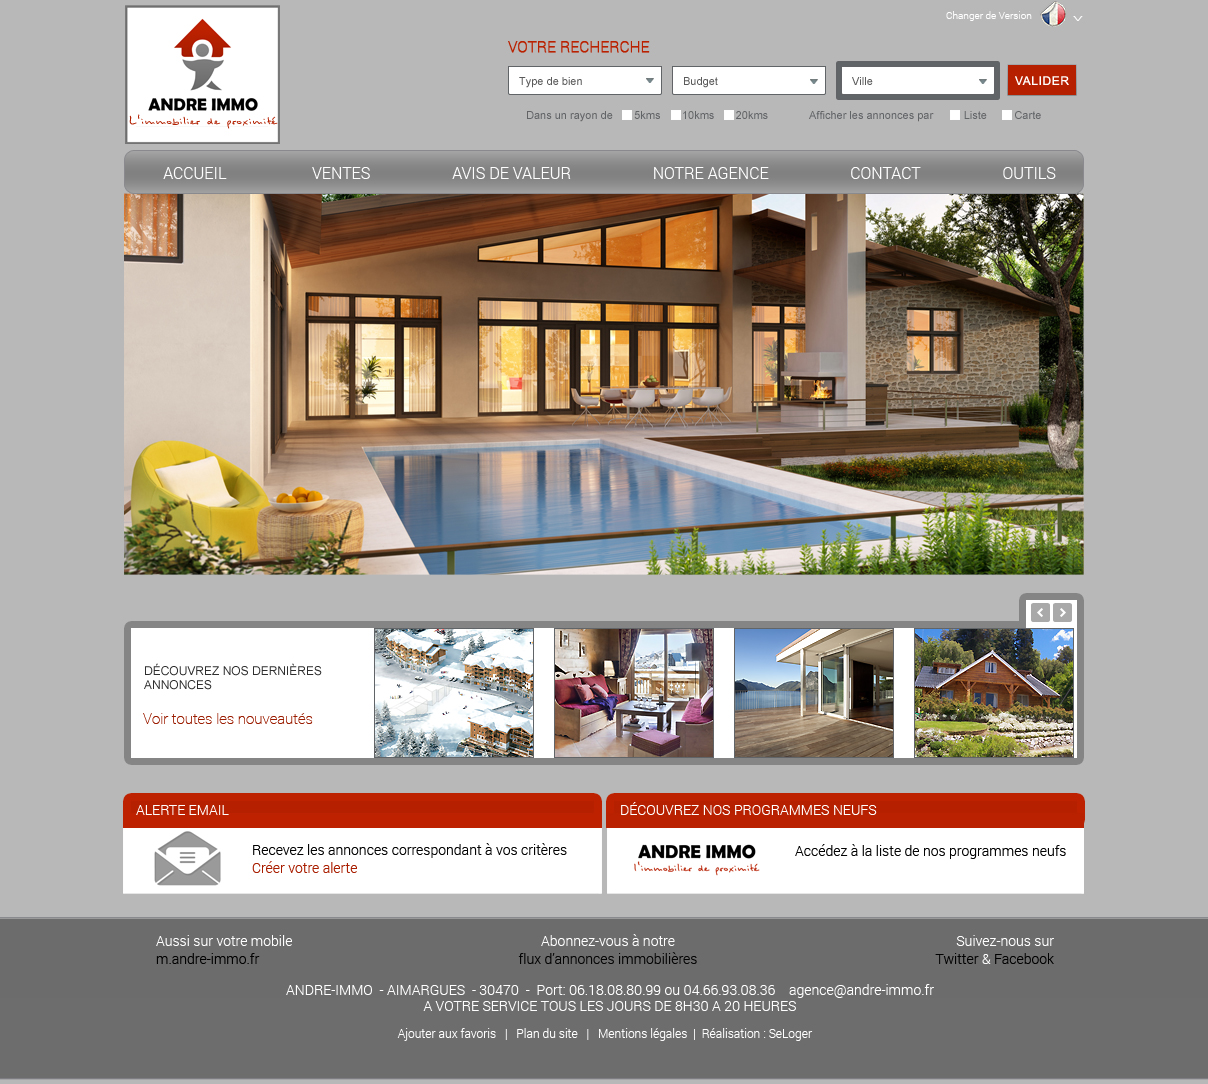 ANDRE IMMO
L'immobilier de proximité
Changer de Version
VOTRE RECHERCHE
Type de bien
Budget
Ville
VALIDER
Dans un rayon de
5kms
10kms
20kms
Afficher les annonces par
Liste
Carte
ACCUEIL
VENTES
AVIS DE VALEUR
NOTRE AGENCE
CONTACT
OUTILS
DÉCOUVREZ NOS DERNIÈRES
ANNONCES
Voir toutes les nouveautés
ALERTE EMAIL
Recevez les annonces correspondant à vos critères
Créer votre alerte
DÉCOUVREZ NOS PROGRAMMES NEUFS
ANDRE IMMO
l'immobilier de proximité
Accédez à la liste de nos programmes neufs
Aussi sur votre mobile
m.andre-immo.fr
Abonnez-vous à notre
flux d'annonces immobilières
Suivez-nous sur
Twitter & Facebook
ANDRE-IMMO - AIMARGUES - 30470 - Port: 06.18.08.80.99 ou 04.66.93.08.36 agence@andre-immo.fr
A VOTRE SERVICE TOUS LES JOURS DE 8H30 A 20 HEURES
Ajouter aux favoris | Plan du site | Mentions légales | Réalisation : SeLoger